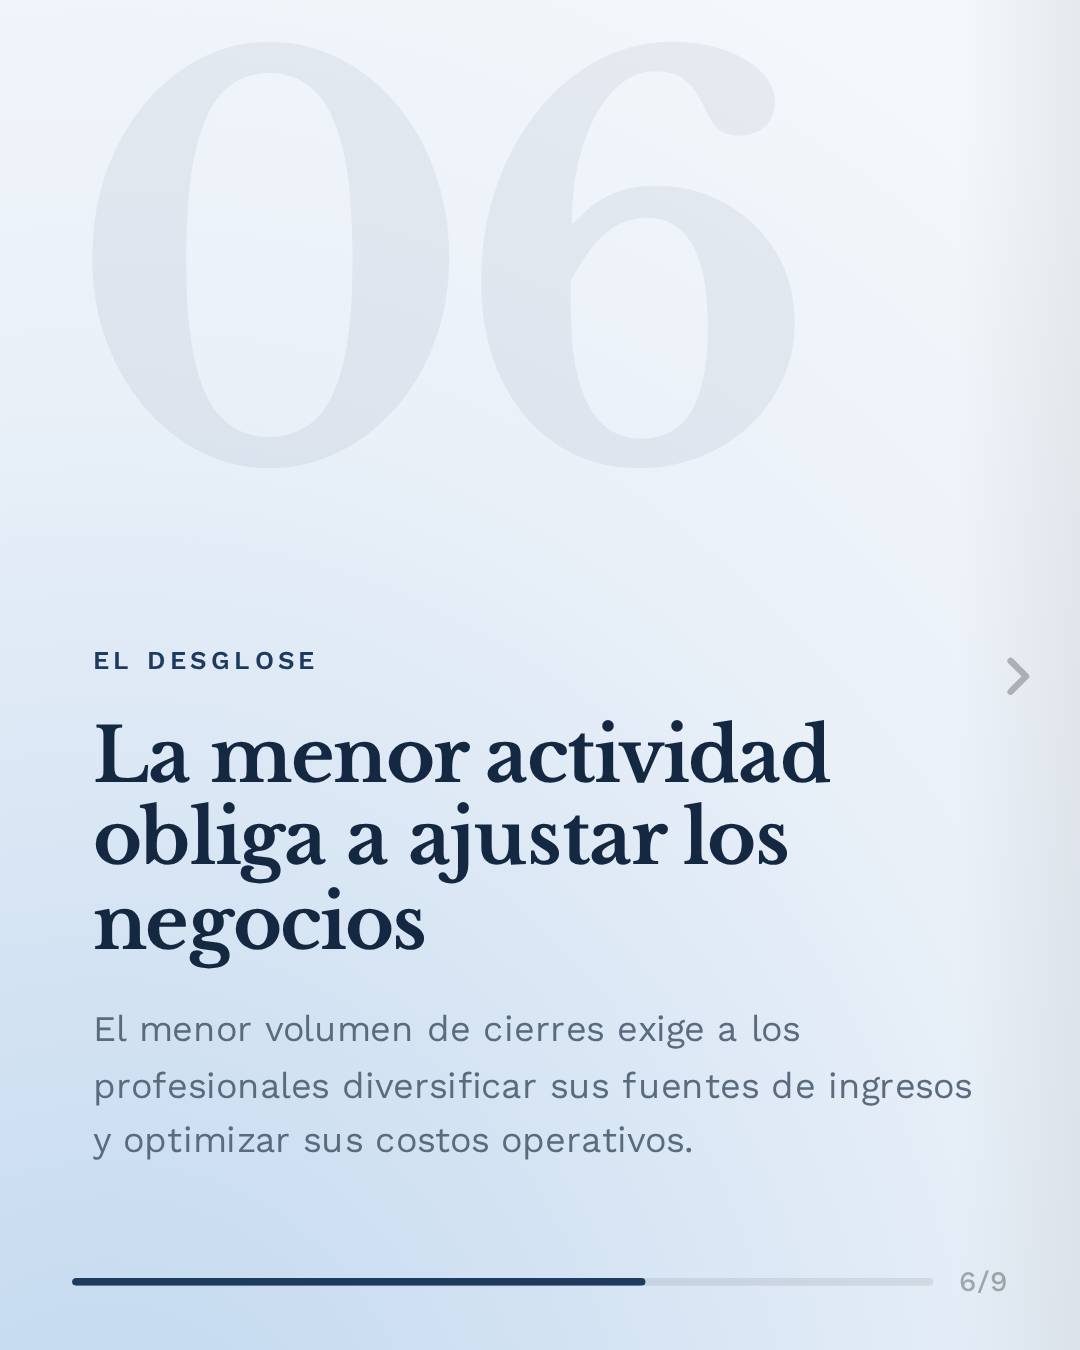 06
EL DESGLOSE
La menor actividad
obliga a ajustar los
negocios
El menor volumen de cierres exige a los
profesionales diversificar sus fuentes de ingresos
y optimizar sus costos operativos.
6/9